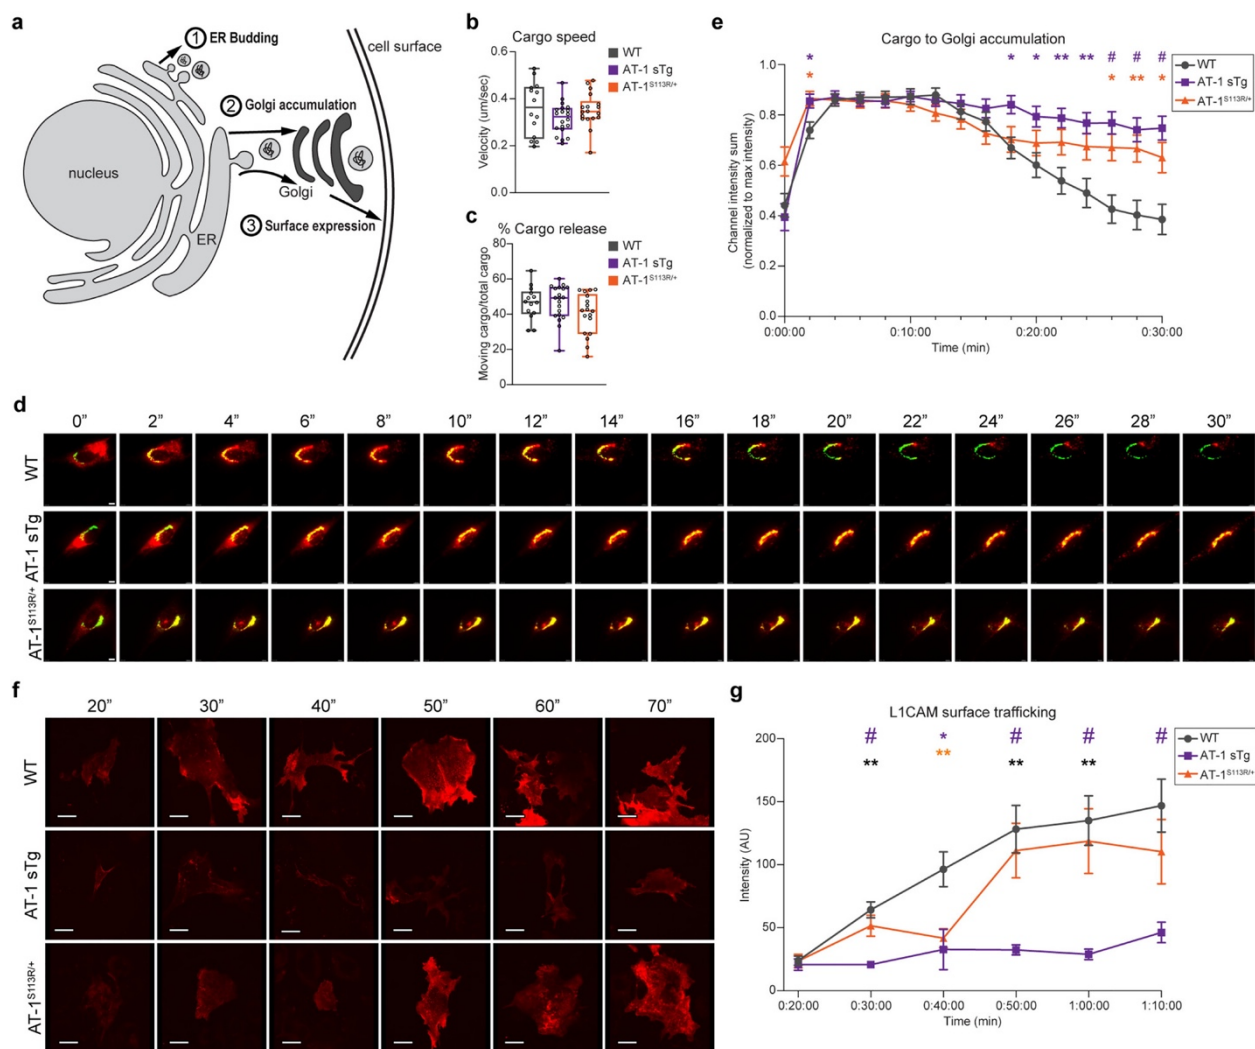 a
1 ER Budding
cell surface
2 Golgi accumulation
nucleus
Golgi
ER
3 Surface expression
b
Cargo speed
WT
AT-1 sTg
AT-1S113R/+
Velocity (um/sec)
0.6
0.4
0.2
0.0
c
% Cargo release
WT
AT-1 sTg
AT-1S113R/+
Moving cargo/total cargo
80
60
40
20
0
e
Cargo to Golgi accumulation
* * * ** ** # # #
* * ** *
WT
AT-1 sTg
AT-1S113R/+
Channel intensity sum
(normalized to max intensity)
1.0
0.8
0.6
0.4
0.2
0.0
0:00:00 0:10:00 0:20:00 0:30:00
Time (min)
d
0” 2” 4” 6” 8” 10” 12” 14” 16” 18” 20” 22” 24” 26” 28” 30”
WT
AT-1 sTg
AT-1S113R/+
f
20” 30” 40” 50” 60” 70”
WT
AT-1 sTg
AT-1S113R/+
g
L1CAM surface trafficking
# * # # #
** ** ** **
WT
AT-1 sTg
AT-1S113R/+
Intensity (AU)
200
150
100
50
0
0:20:00 0:30:00 0:40:00 0:50:00 1:00:00 1:10:00
Time (min)